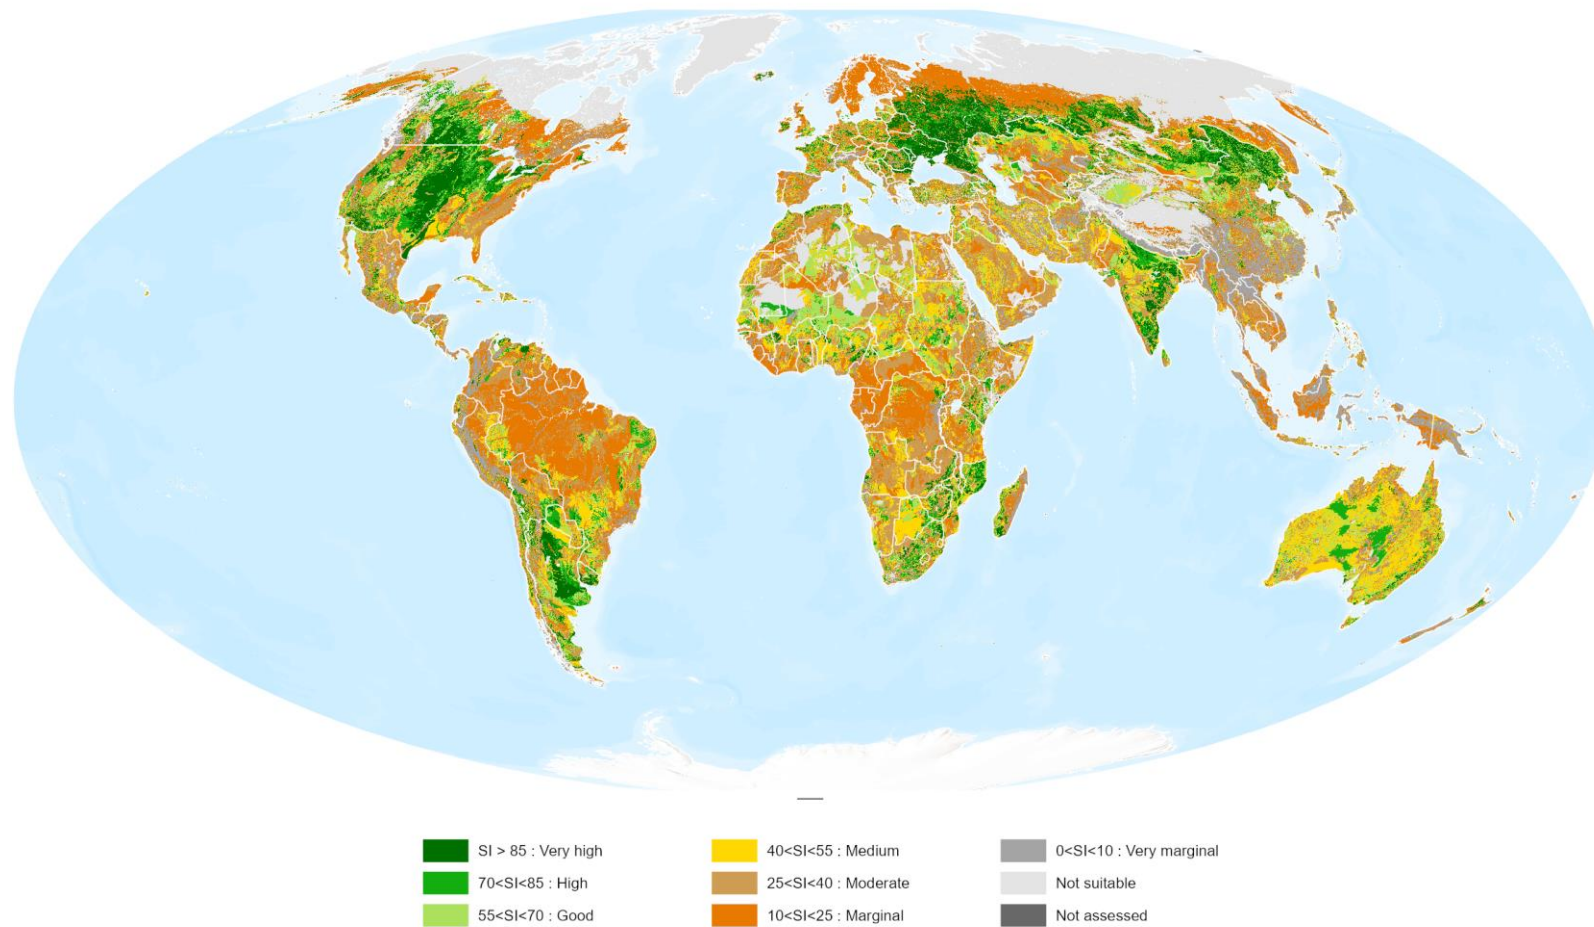 SI > 85 : Very high
70<SI<85 : High
55<SI<70 : Good
40<SI<55 : Medium
25<SI<40 : Moderate
10<SI<25 : Marginal
0<SI<10 : Very marginal
Not suitable
Not assessed